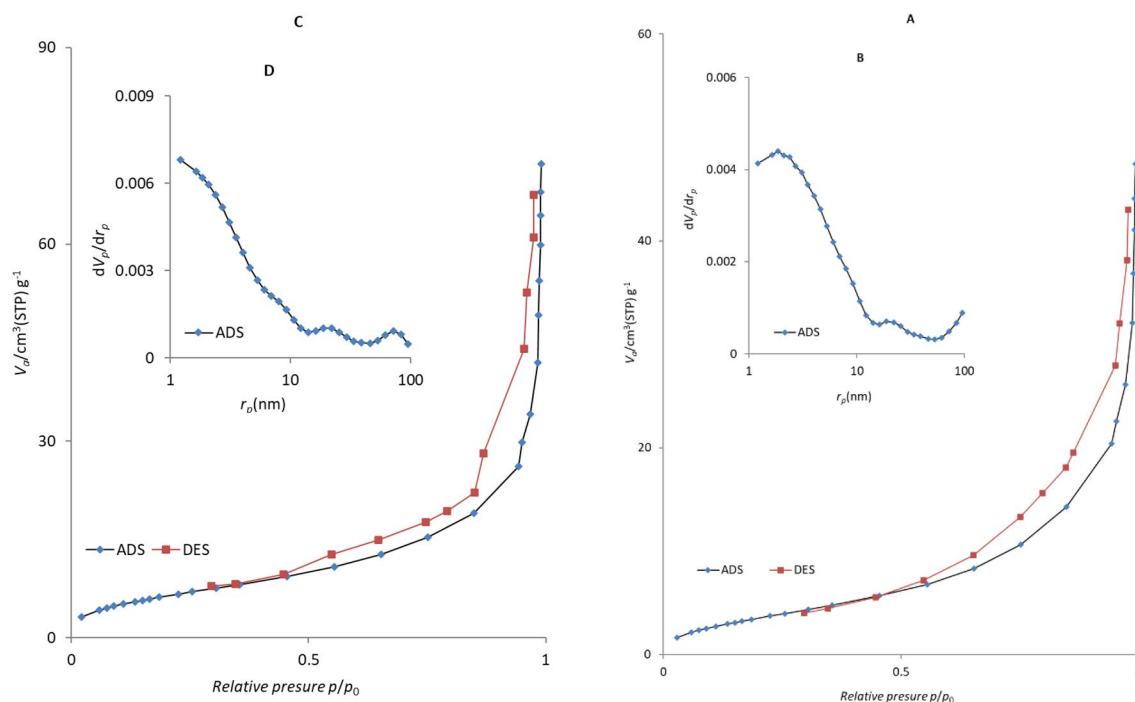 C
D
90
60
30
0
0
0.5
1
Vₐ/cm³(STP) g⁻¹
Relative presure p/p₀
ADS
DES
0.009
0.006
0.003
0
1
10
100
dVₚ/drₚ
rₚ(nm)
ADS
A
B
60
40
20
0
0
0.5
Vₐ/cm³(STP) g⁻¹
Relative presure p/p₀
ADS
DES
0.006
0.004
0.002
0
1
10
100
dVₚ/drₚ
rₚ(nm)
ADS